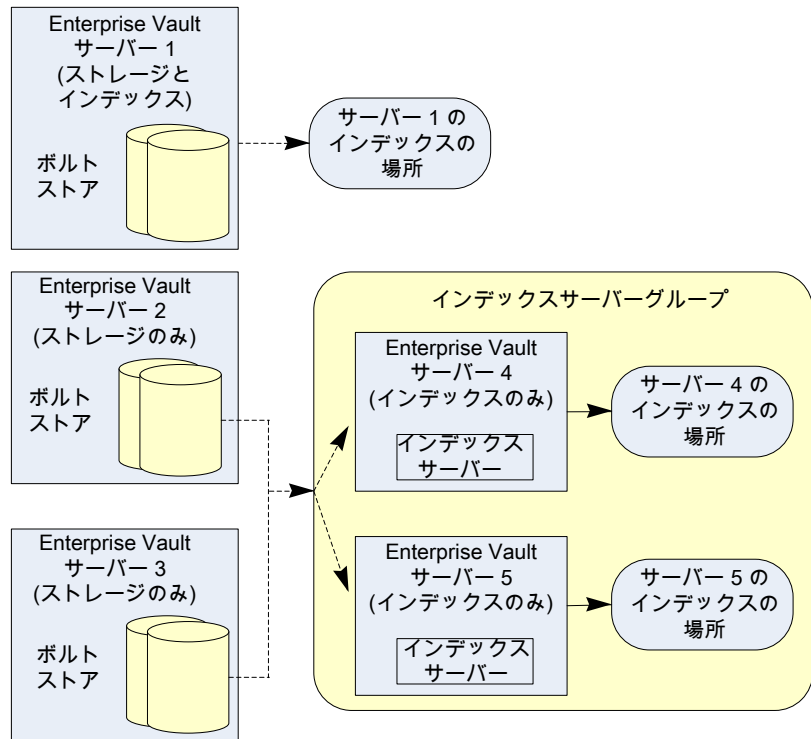 Enterprise Vault
サーバー 1
(ストレージと
インデックス)
ボルト
ストア
サーバー 1 の
インデックスの
場所
Enterprise Vault
サーバー 2
(ストレージのみ)
ボルト
ストア
Enterprise Vault
サーバー 3
(ストレージのみ)
ボルト
ストア
インデックスサーバーグループ
Enterprise Vault
サーバー 4
(インデックスのみ)
インデックス
サーバー
サーバー 4 の
インデックスの
場所
Enterprise Vault
サーバー 5
(インデックスのみ)
インデックス
サーバー
サーバー 5 の
インデックスの
場所